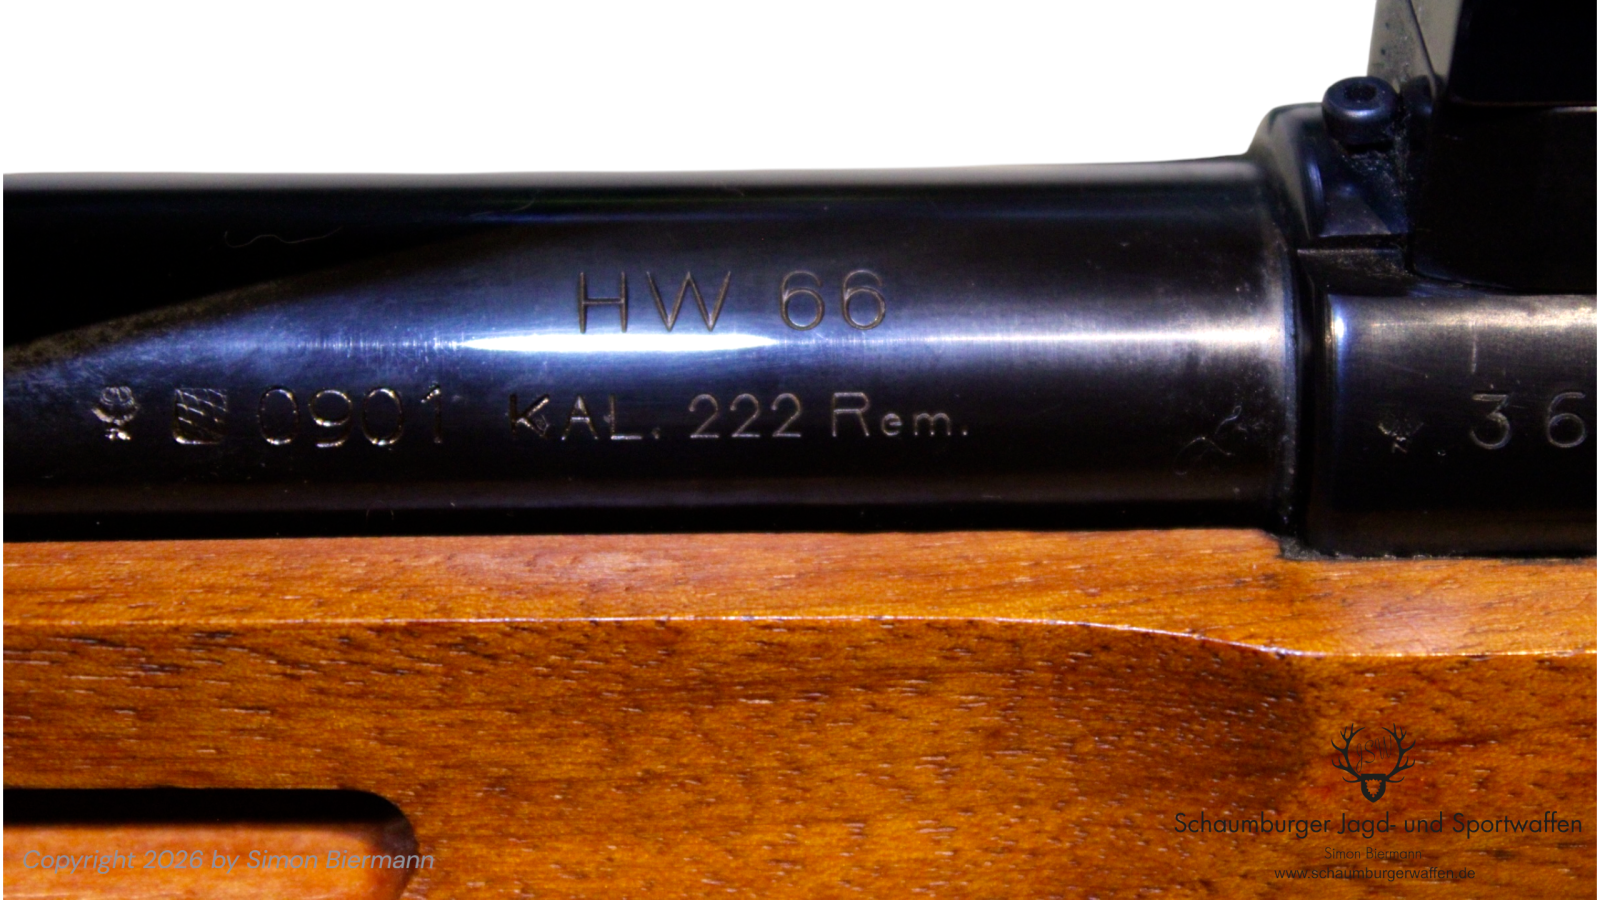 HW 66
0901 KAL. 222 Rem.
36
Schaumburger Jagd- und Sportwaffen
Simon Biermann
www.schaumburgerwaffen.de
Copyright 2026 by Simon Biermann